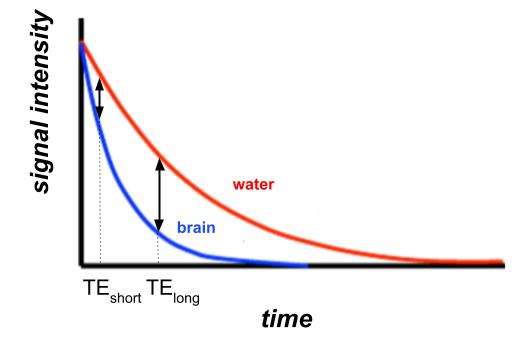 signal intensity
water
brain
TEshort TElong
time